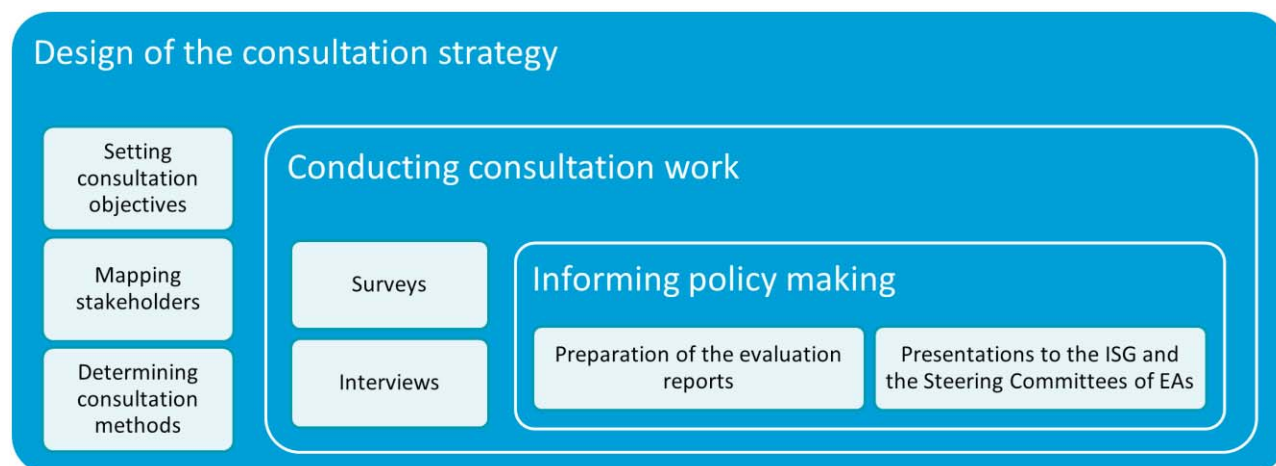 Design of the consultation strategy
Setting
consultation
objectives
Mapping
stakeholders
Determining
consultation
methods
Conducting consultation work
Surveys
Interviews
Informing policy making
Preparation of the evaluation
reports
Presentations to the ISG and
the Steering Committees of EAs